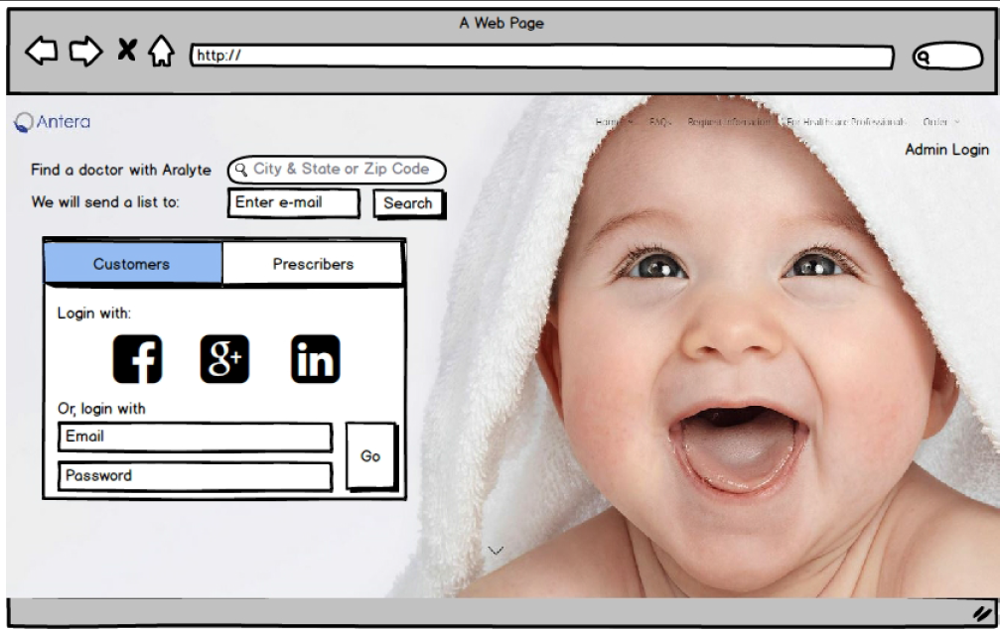 A Web Page
http://
Antera
Home FAQs Request Information For Healthcare Professionals Order
Admin Login
Find a doctor with Aralyte
City & State or Zip Code
We will send a list to:
Enter e-mail
Search
Customers
Prescribers
Login with:
f g+ in
Or, login with
Email
Go
Password